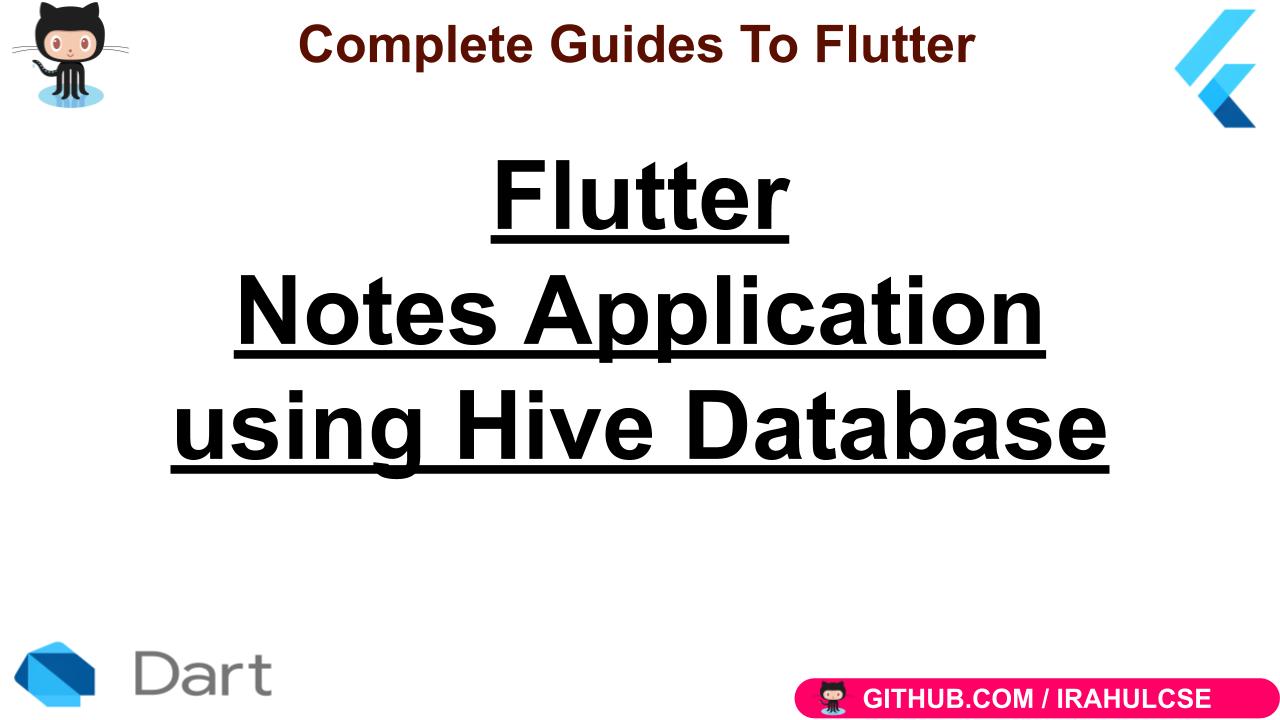 Complete Guides To Flutter
Flutter
Notes Application
using Hive Database
Dart
GITHUB.COM / IRAHULCSE